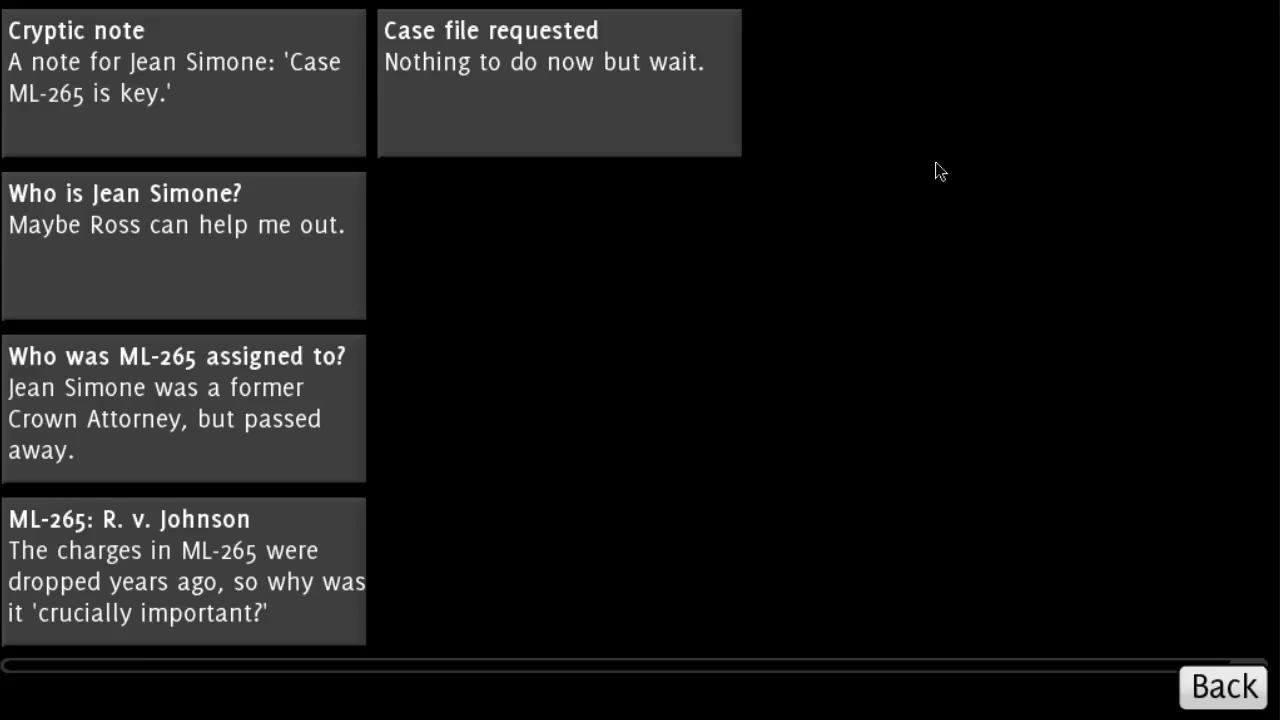 Cryptic note
A note for Jean Simone: 'Case
ML-265 is key.'
Who is Jean Simone?
Maybe Ross can help me out.
Who was ML-265 assigned to?
Jean Simone was a former
Crown Attorney, but passed
away.
ML-265: R. v. Johnson
The charges in ML-265 were
dropped years ago, so why was
it 'crucially important?'
Case file requested
Nothing to do now but wait.
Back